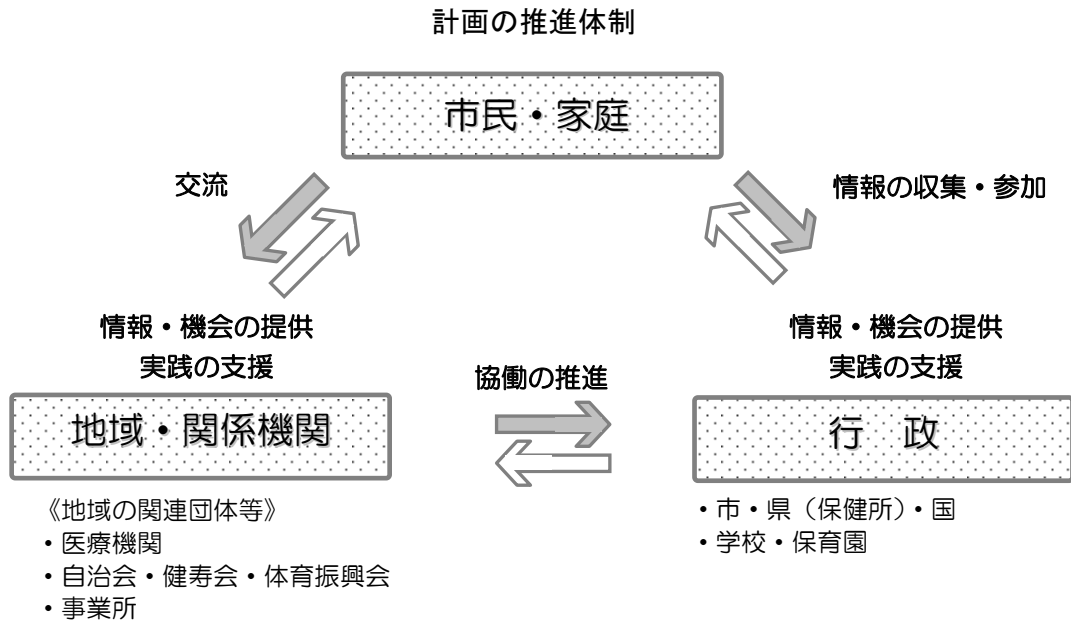 計画の推進体制
市民・家庭
交流
情報の収集・参加
情報・機会の提供
実践の支援
情報・機会の提供
実践の支援
協働の推進
地域・関係機関
行　政
《地域の関連団体等》
・医療機関
・自治会・健寿会・体育振興会
・事業所
・市・県（保健所）・国
・学校・保育園